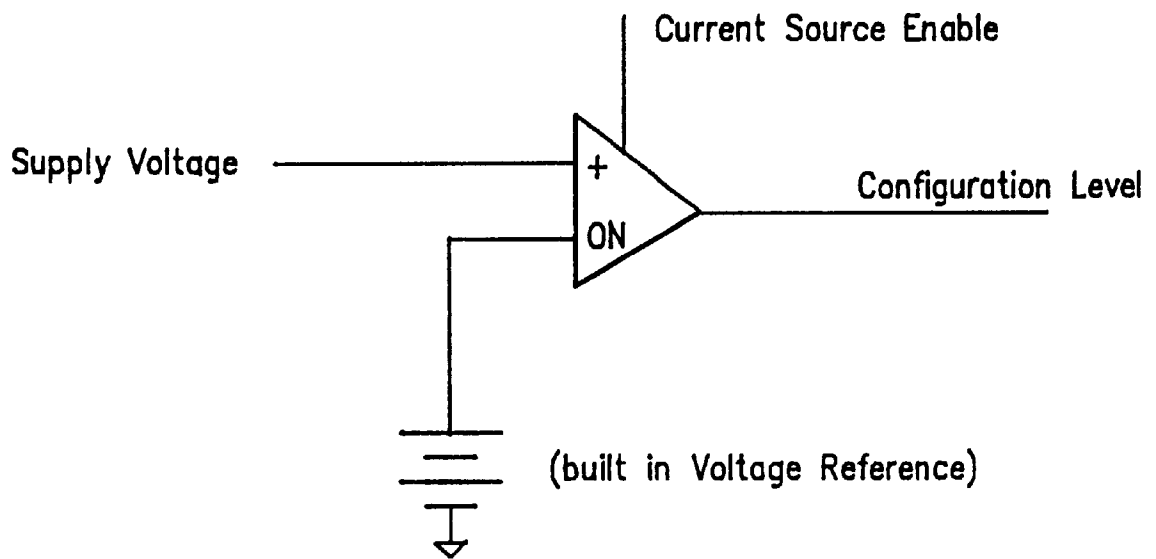 Current Source Enable
Supply Voltage
+
Configuration Level
ON
(built in Voltage Reference)